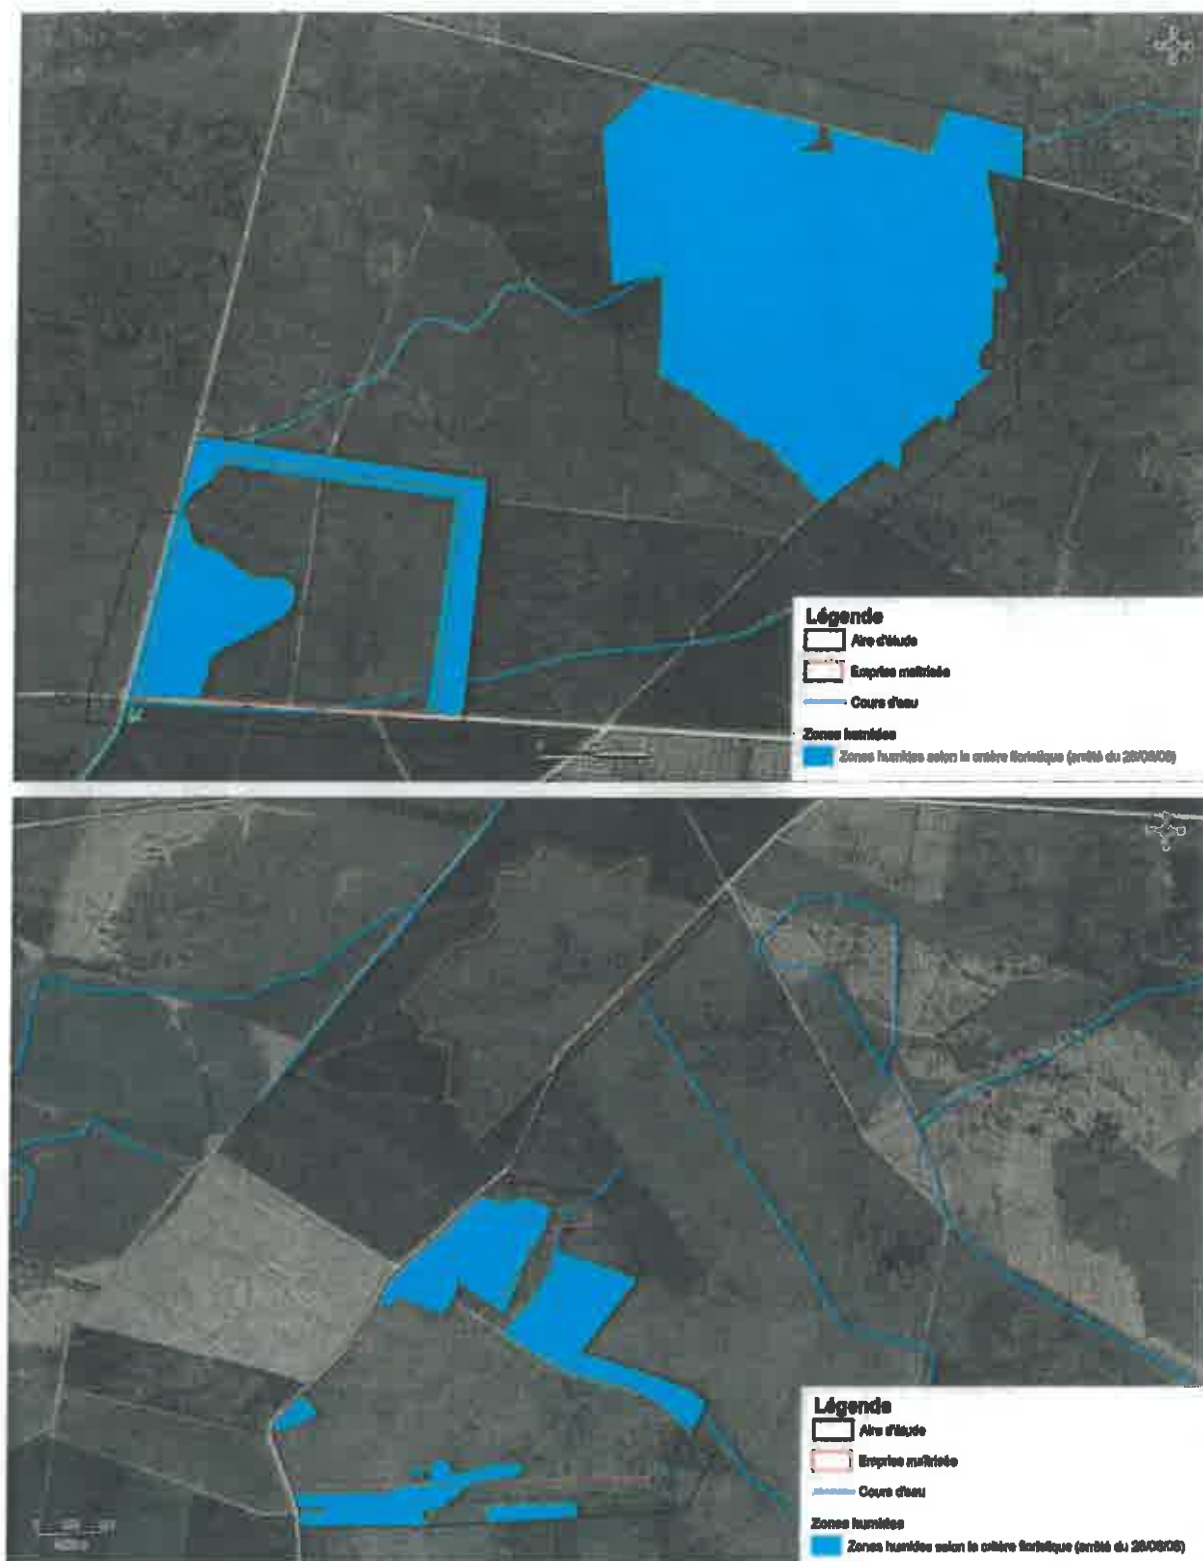 Légende
Aire d'étude
Emprise maîtrisée
Cours d'eau
Zones humides
Zones humides selon le critère floristique (arrêté du 28/06/08)
Légende
Aire d'étude
Emprise maîtrisée
Cours d'eau
Zones humides
Zones humides selon le critère floristique (arrêté du 28/06/08)